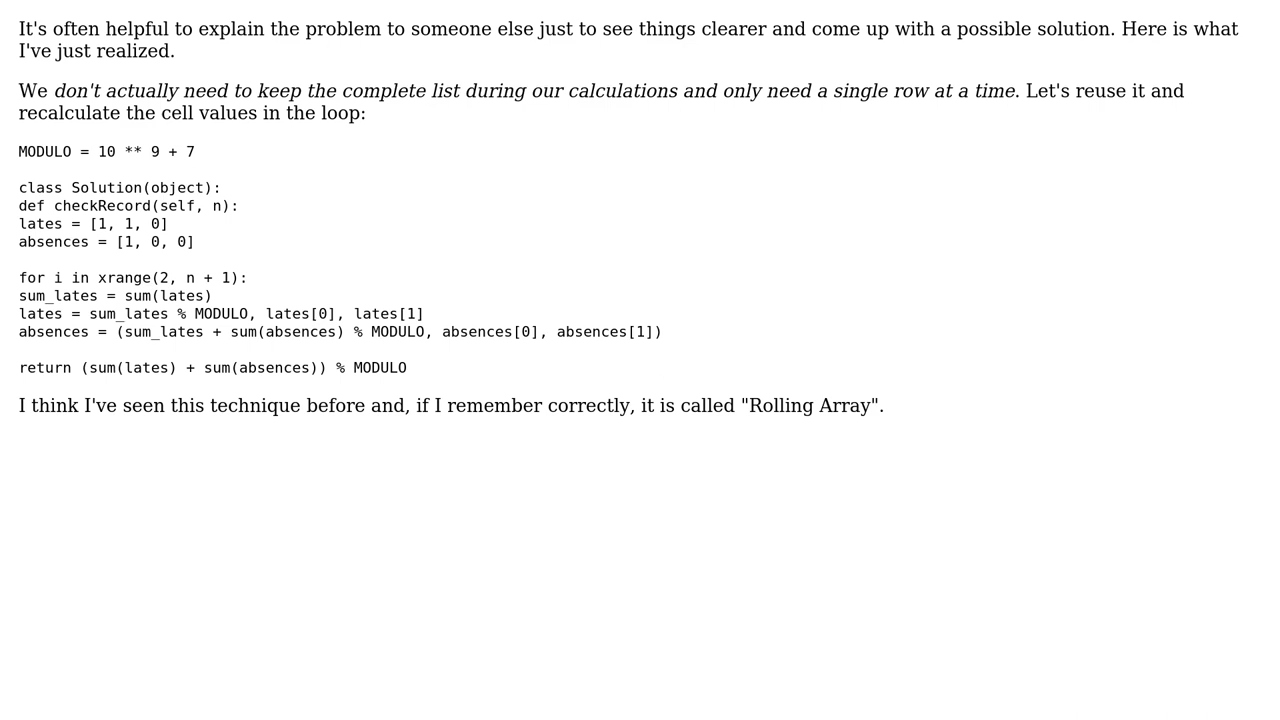 It's often helpful to explain the problem to someone else just to see things clearer and come up with a possible solution. Here is what
I've just realized.
We don't actually need to keep the complete list during our calculations and only need a single row at a time. Let's reuse it and
recalculate the cell values in the loop:
MODULO = 10 ** 9 + 7
class Solution(object):
def checkRecord(self, n):
lates = [1, 1, 0]
absences = [1, 0, 0]
for i in xrange(2, n + 1):
sum_lates = sum(lates)
lates = sum_lates % MODULO, lates[0], lates[1]
absences = (sum_lates + sum(absences) % MODULO, absences[0], absences[1])
return (sum(lates) + sum(absences)) % MODULO
I think I've seen this technique before and, if I remember correctly, it is called "Rolling Array".